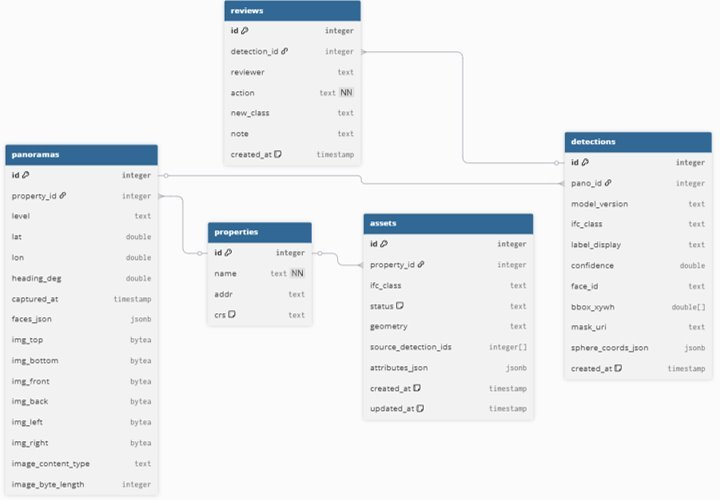 reviews
id integer
detection_id integer
reviewer text
action text NN
new_class text
note text
created_at timestamp
panoramas
id integer
property_id integer
level text
lat double
lon double
heading_deg double
captured_at timestamp
faces_json jsonb
img_top bytea
img_bottom bytea
img_front bytea
img_back bytea
img_left bytea
img_right bytea
image_content_type text
image_byte_length integer
properties
id integer
name text NN
addr text
crs text
assets
id integer
property_id integer
ifc_class text
status text
geometry text
source_detection_ids integer[]
attributes_json jsonb
created_at timestamp
updated_at timestamp
detections
id integer
pano_id integer
model_version text
ifc_class text
label_display text
confidence double
face_id text
bbox_xywh double[]
mask_uri text
sphere_coords_json jsonb
created_at timestamp